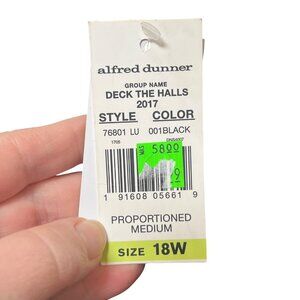 alfred dunner
GROUP NAME
DECK THE HALLS
2017
STYLE COLOR
76801 LU 001BLACK
1705
58.00
1 91608 05661 9
PROPORTIONED
MEDIUM
SIZE 18W